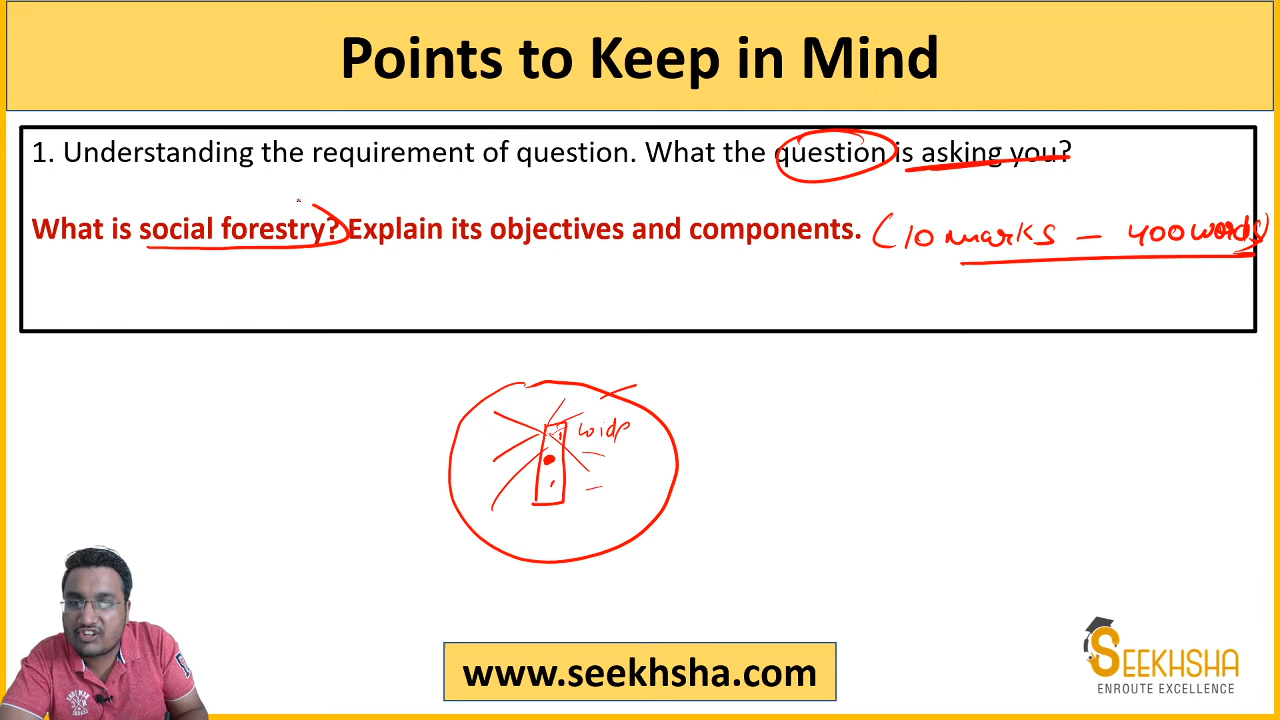 Points to Keep in Mind
1. Understanding the requirement of question. What the question is asking you?
What is social forestry? Explain its objectives and components. (10 marks – 400 words)
www.seekhsha.com
SEEKHSHA
ENROUTE EXCELLENCE